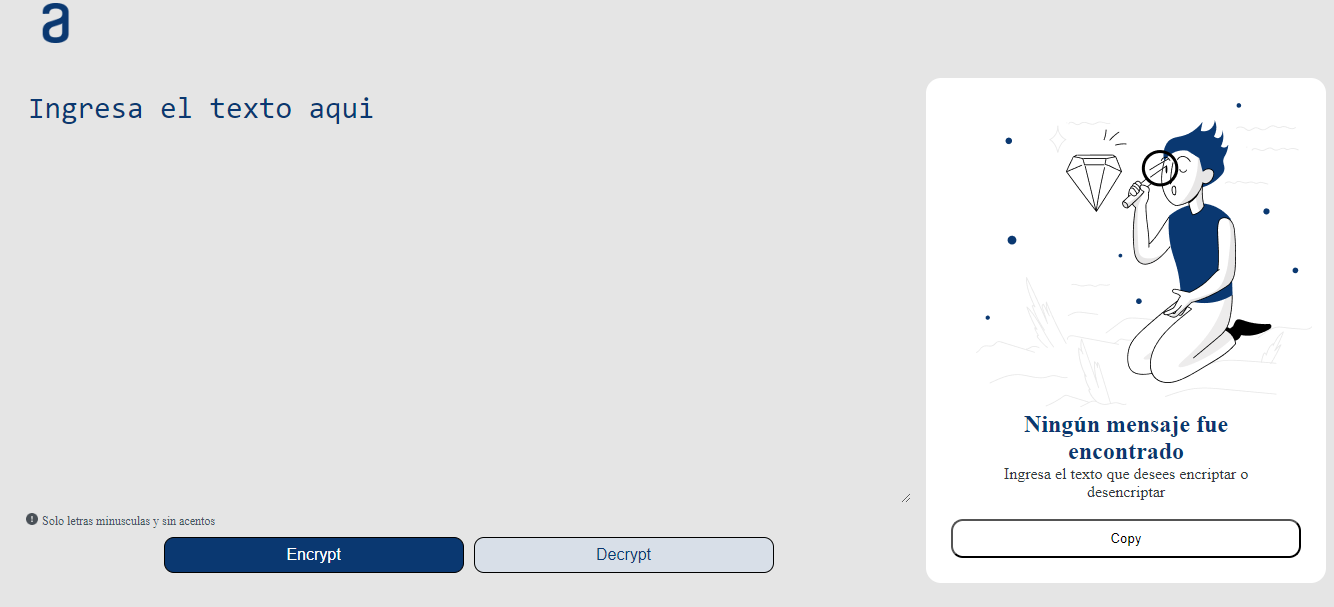 a
Ingresa el texto aqui
Solo letras minusculas y sin acentos
Encrypt
Decrypt
Ningún mensaje fue
encontrado
Ingresa el texto que desees encriptar o
desencriptar
Copy